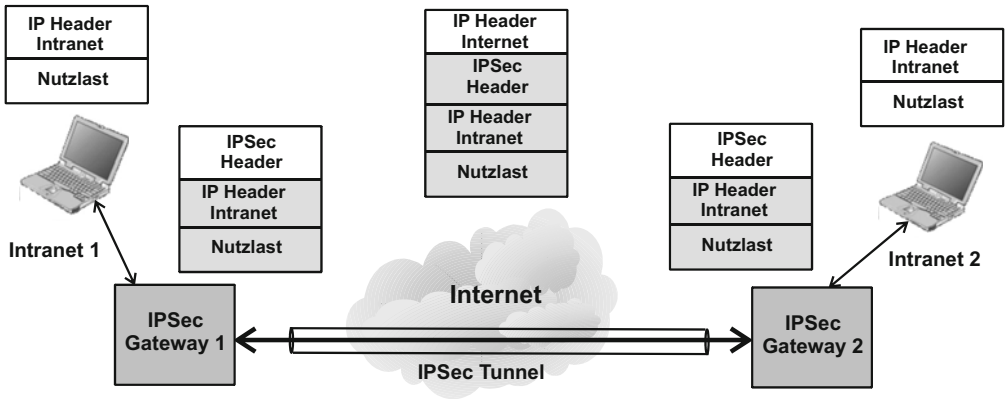 IP Header
Intranet
Nutzlast
IP Header
Internet
IPSec
Header
IP Header
Intranet
Nutzlast
IP Header
Intranet
Nutzlast
IPSec
Header
IP Header
Intranet
Nutzlast
IPSec
Header
IP Header
Intranet
Nutzlast
Intranet 1
Intranet 2
Internet
IPSec
Gateway 1
IPSec
Gateway 2
IPSec Tunnel